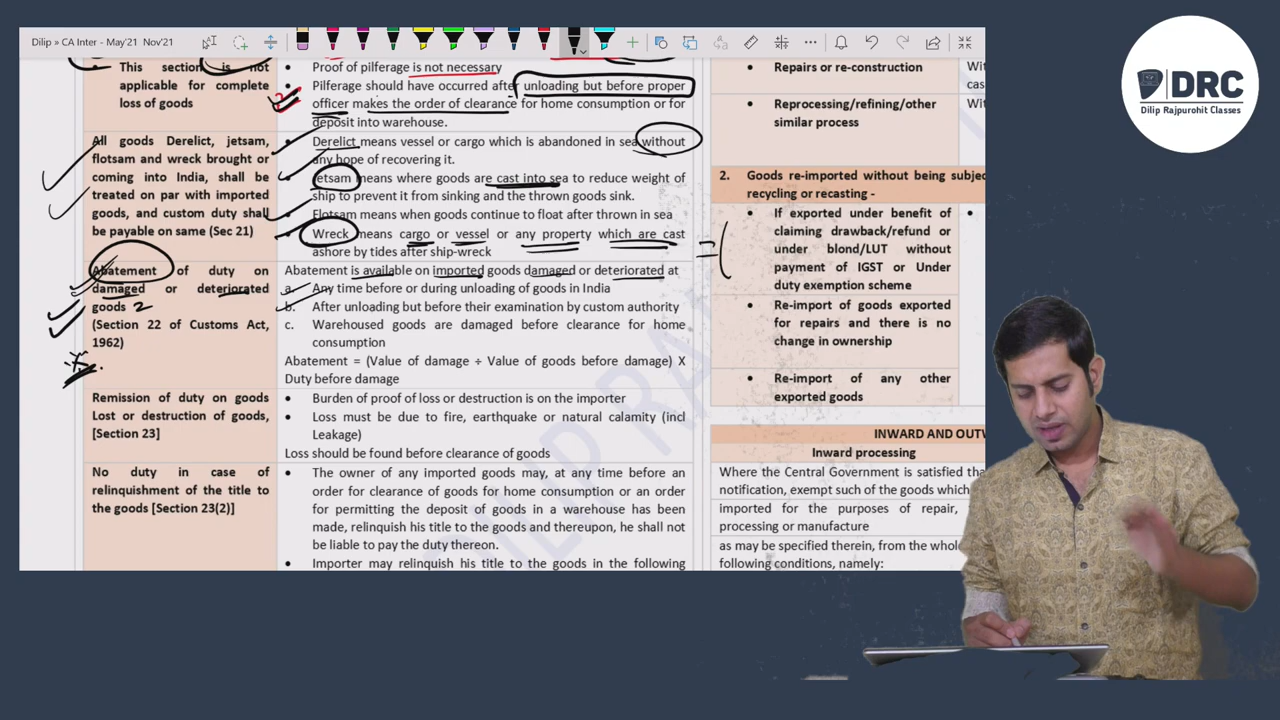 Dilip » CA Inter - May'21 Nov'21
This section is not
applicable for complete
loss of goods
Proof of pilferage is not necessary
Pilferage should have occurred after unloading but before proper
officer makes the order of clearance for home consumption or for
deposit into warehouse.
All goods Derelict, jetsam,
flotsam and wreck brought or
coming into India, shall be
treated on par with imported
goods, and custom duty shall
be payable on same (Sec 21)
Derelict means vessel or cargo which is abandoned in sea without
any hope of recovering it.
Jetsam means where goods are cast into sea to reduce weight of
ship to prevent it from sinking and the thrown goods sink.
Flotsam means when goods continue to float after thrown in sea
Wreck means cargo or vessel or any property which are cast
ashore by tides after ship-wreck
Abatement of duty on
damaged or deteriorated
goods 2
(Section 22 of Customs Act,
1962)
Abatement is available on imported goods damaged or deteriorated at
a. Any time before or during unloading of goods in India
b. After unloading but before their examination by custom authority
c. Warehoused goods are damaged before clearance for home
consumption
Abatement = (Value of damage ÷ Value of goods before damage) X
Duty before damage
Remission of duty on goods
Lost or destruction of goods,
[Section 23]
Burden of proof of loss or destruction is on the importer
Loss must be due to fire, earthquake or natural calamity (incl
Leakage)
Loss should be found before clearance of goods
No duty in case of
relinquishment of the title to
the goods [Section 23(2)]
The owner of any imported goods may, at any time before an
order for clearance of goods for home consumption or an order
for permitting the deposit of goods in a warehouse has been
made, relinquish his title to the goods and thereupon, he shall not
be liable to pay the duty thereon.
Importer may relinquish his title to the goods in the following
Repairs or re-construction
Reprocessing/refining/other
similar process
2. Goods re-imported without being subjec
recycling or recasting -
= (
If exported under benefit of
claiming drawback/refund or
under blond/LUT without
payment of IGST or Under
duty exemption scheme
Re-import of goods exported
for repairs and there is no
change in ownership
Re-import of any other
exported goods
INWARD AND OUTW
Inward processing
Where the Central Government is satisfied tha
notification, exempt such of the goods which
imported for the purposes of repair,
processing or manufacture
as may be specified therein, from the whol
following conditions, namely:
DRC
Dilip Rajpurohit Classes